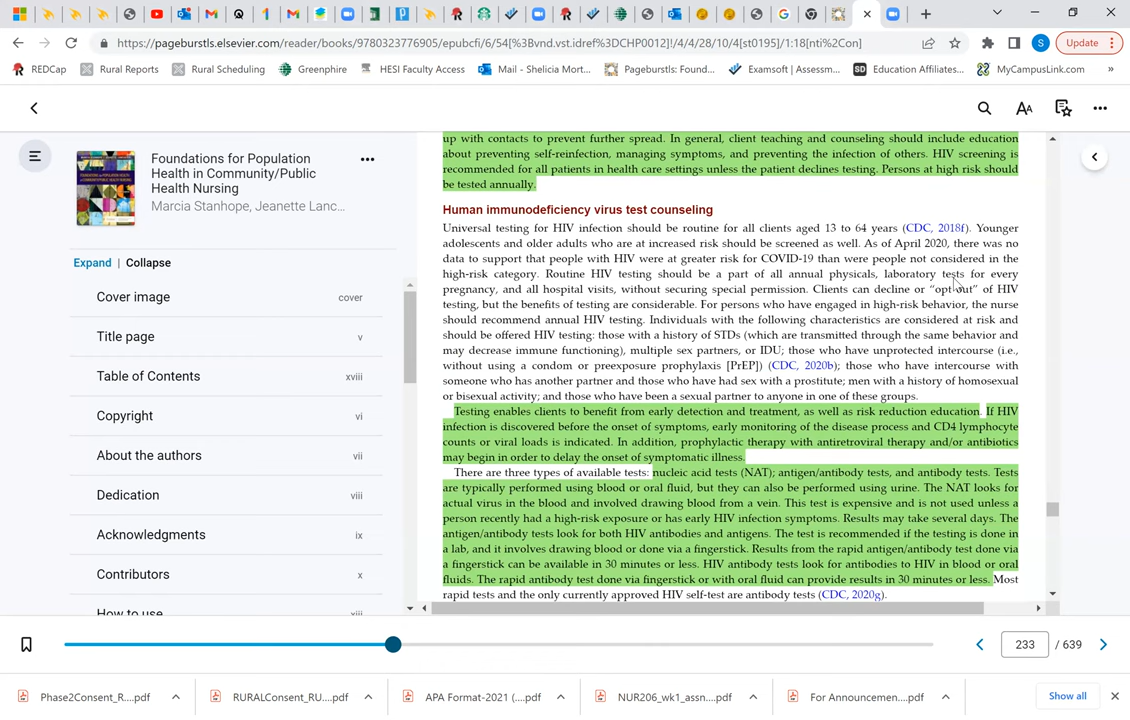 https://pageburstls.elsevier.com/reader/books/9780323776905/epubcfi/6/54[%3Bvnd.vst.idref%3DCHP0012]!/4/4/28/10/4[st0195]/1:18[nti%2Con]
S
Update
REDCap
Rural Reports
Rural Scheduling
Greenphire
HESI Faculty Access
Mail - Shelicia Mort...
Pageburstls: Found...
Examsoft | Assessm...
SD Education Affiliates...
MyCampusLink.com
»
Foundations for Population
Health in Community/Public
Health Nursing
Marcia Stanhope, Jeanette Lanc...
Expand | Collapse
Cover image cover
Title page v
Table of Contents xviii
Copyright vi
About the authors vii
Dedication viii
Acknowledgments ix
Contributors x
How to use xiii
up with contacts to prevent further spread. In general, client teaching and counseling should include education
about preventing self-reinfection, managing symptoms, and preventing the infection of others. HIV screening is
recommended for all patients in health care settings unless the patient declines testing. Persons at high risk should
be tested annually.
Human immunodeficiency virus test counseling
Universal testing for HIV infection should be routine for all clients aged 13 to 64 years (CDC, 2018f). Younger
adolescents and older adults who are at increased risk should be screened as well. As of April 2020, there was no
data to support that people with HIV were at greater risk for COVID-19 than were people not considered in the
high-risk category. Routine HIV testing should be a part of all annual physicals, laboratory tests for every
pregnancy, and all hospital visits, without securing special permission. Clients can decline or “opt-out” of HIV
testing, but the benefits of testing are considerable. For persons who have engaged in high-risk behavior, the nurse
should recommend annual HIV testing. Individuals with the following characteristics are considered at risk and
should be offered HIV testing: those with a history of STDs (which are transmitted through the same behavior and
may decrease immune functioning), multiple sex partners, or IDU; those who have unprotected intercourse (i.e.,
without using a condom or preexposure prophylaxis [PrEP]) (CDC, 2020b); those who have intercourse with
someone who has another partner and those who have had sex with a prostitute; men with a history of homosexual
or bisexual activity; and those who have been a sexual partner to anyone in one of these groups.
Testing enables clients to benefit from early detection and treatment, as well as risk reduction education. If HIV
infection is discovered before the onset of symptoms, early monitoring of the disease process and CD4 lymphocyte
counts or viral loads is indicated. In addition, prophylactic therapy with antiretroviral therapy and/or antibiotics
may begin in order to delay the onset of symptomatic illness.
There are three types of available tests: nucleic acid tests (NAT); antigen/antibody tests, and antibody tests. Tests
are typically performed using blood or oral fluid, but they can also be performed using urine. The NAT looks for
actual virus in the blood and involved drawing blood from a vein. This test is expensive and is not used unless a
person recently had a high-risk exposure or has early HIV infection symptoms. Results may take several days. The
antigen/antibody tests look for both HIV antibodies and antigens. The test is recommended if the testing is done in
a lab, and it involves drawing blood or done via a fingerstick. Results from the rapid antigen/antibody test done via
a fingerstick can be available in 30 minutes or less. HIV antibody tests look for antibodies to HIV in blood or oral
fluids. The rapid antibody test done via fingerstick or with oral fluid can provide results in 30 minutes or less. Most
rapid tests and the only currently approved HIV self-test are antibody tests (CDC, 2020g).
233 / 639
Phase2Consent_R....pdf
RURALConsent_RU....pdf
APA Format-2021 (....pdf
NUR206_wk1_assn....pdf
For Announcemen....pdf
Show all